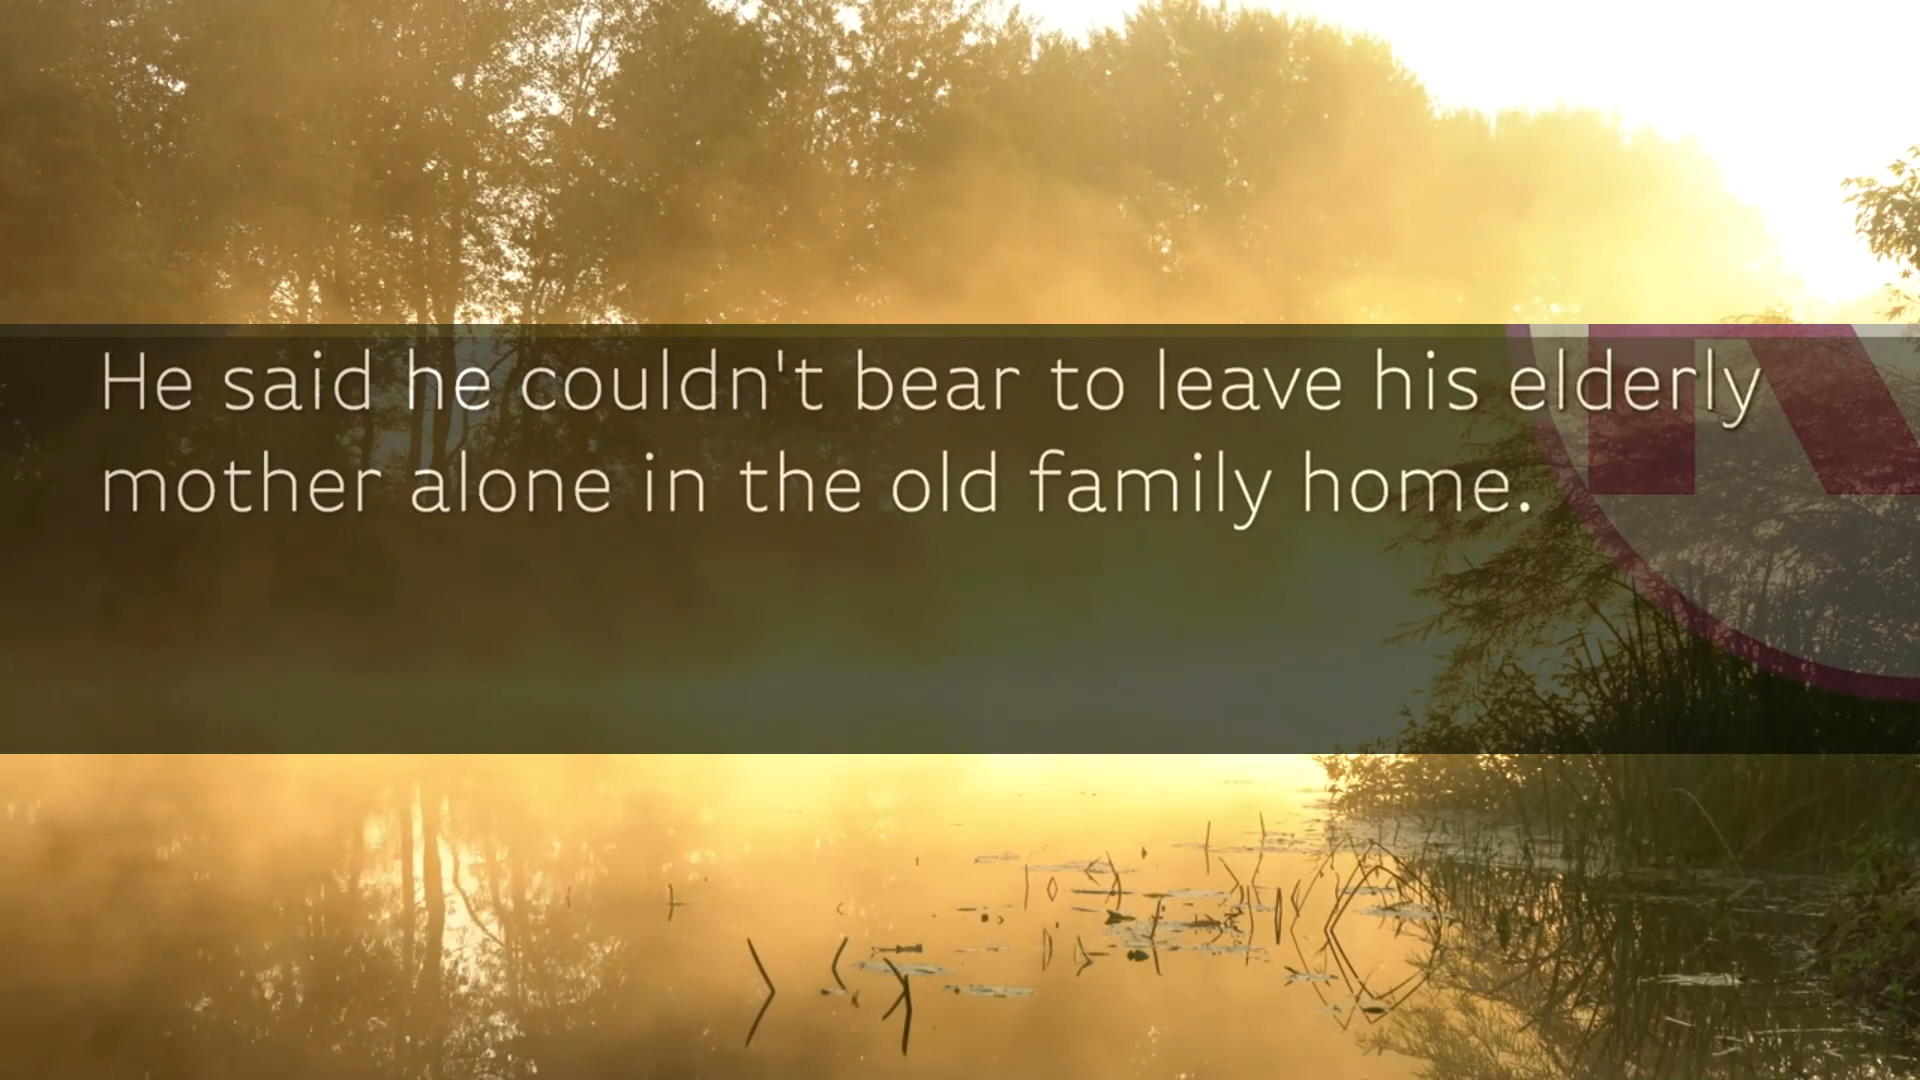 He said he couldn't bear to leave his elderly
mother alone in the old family home.